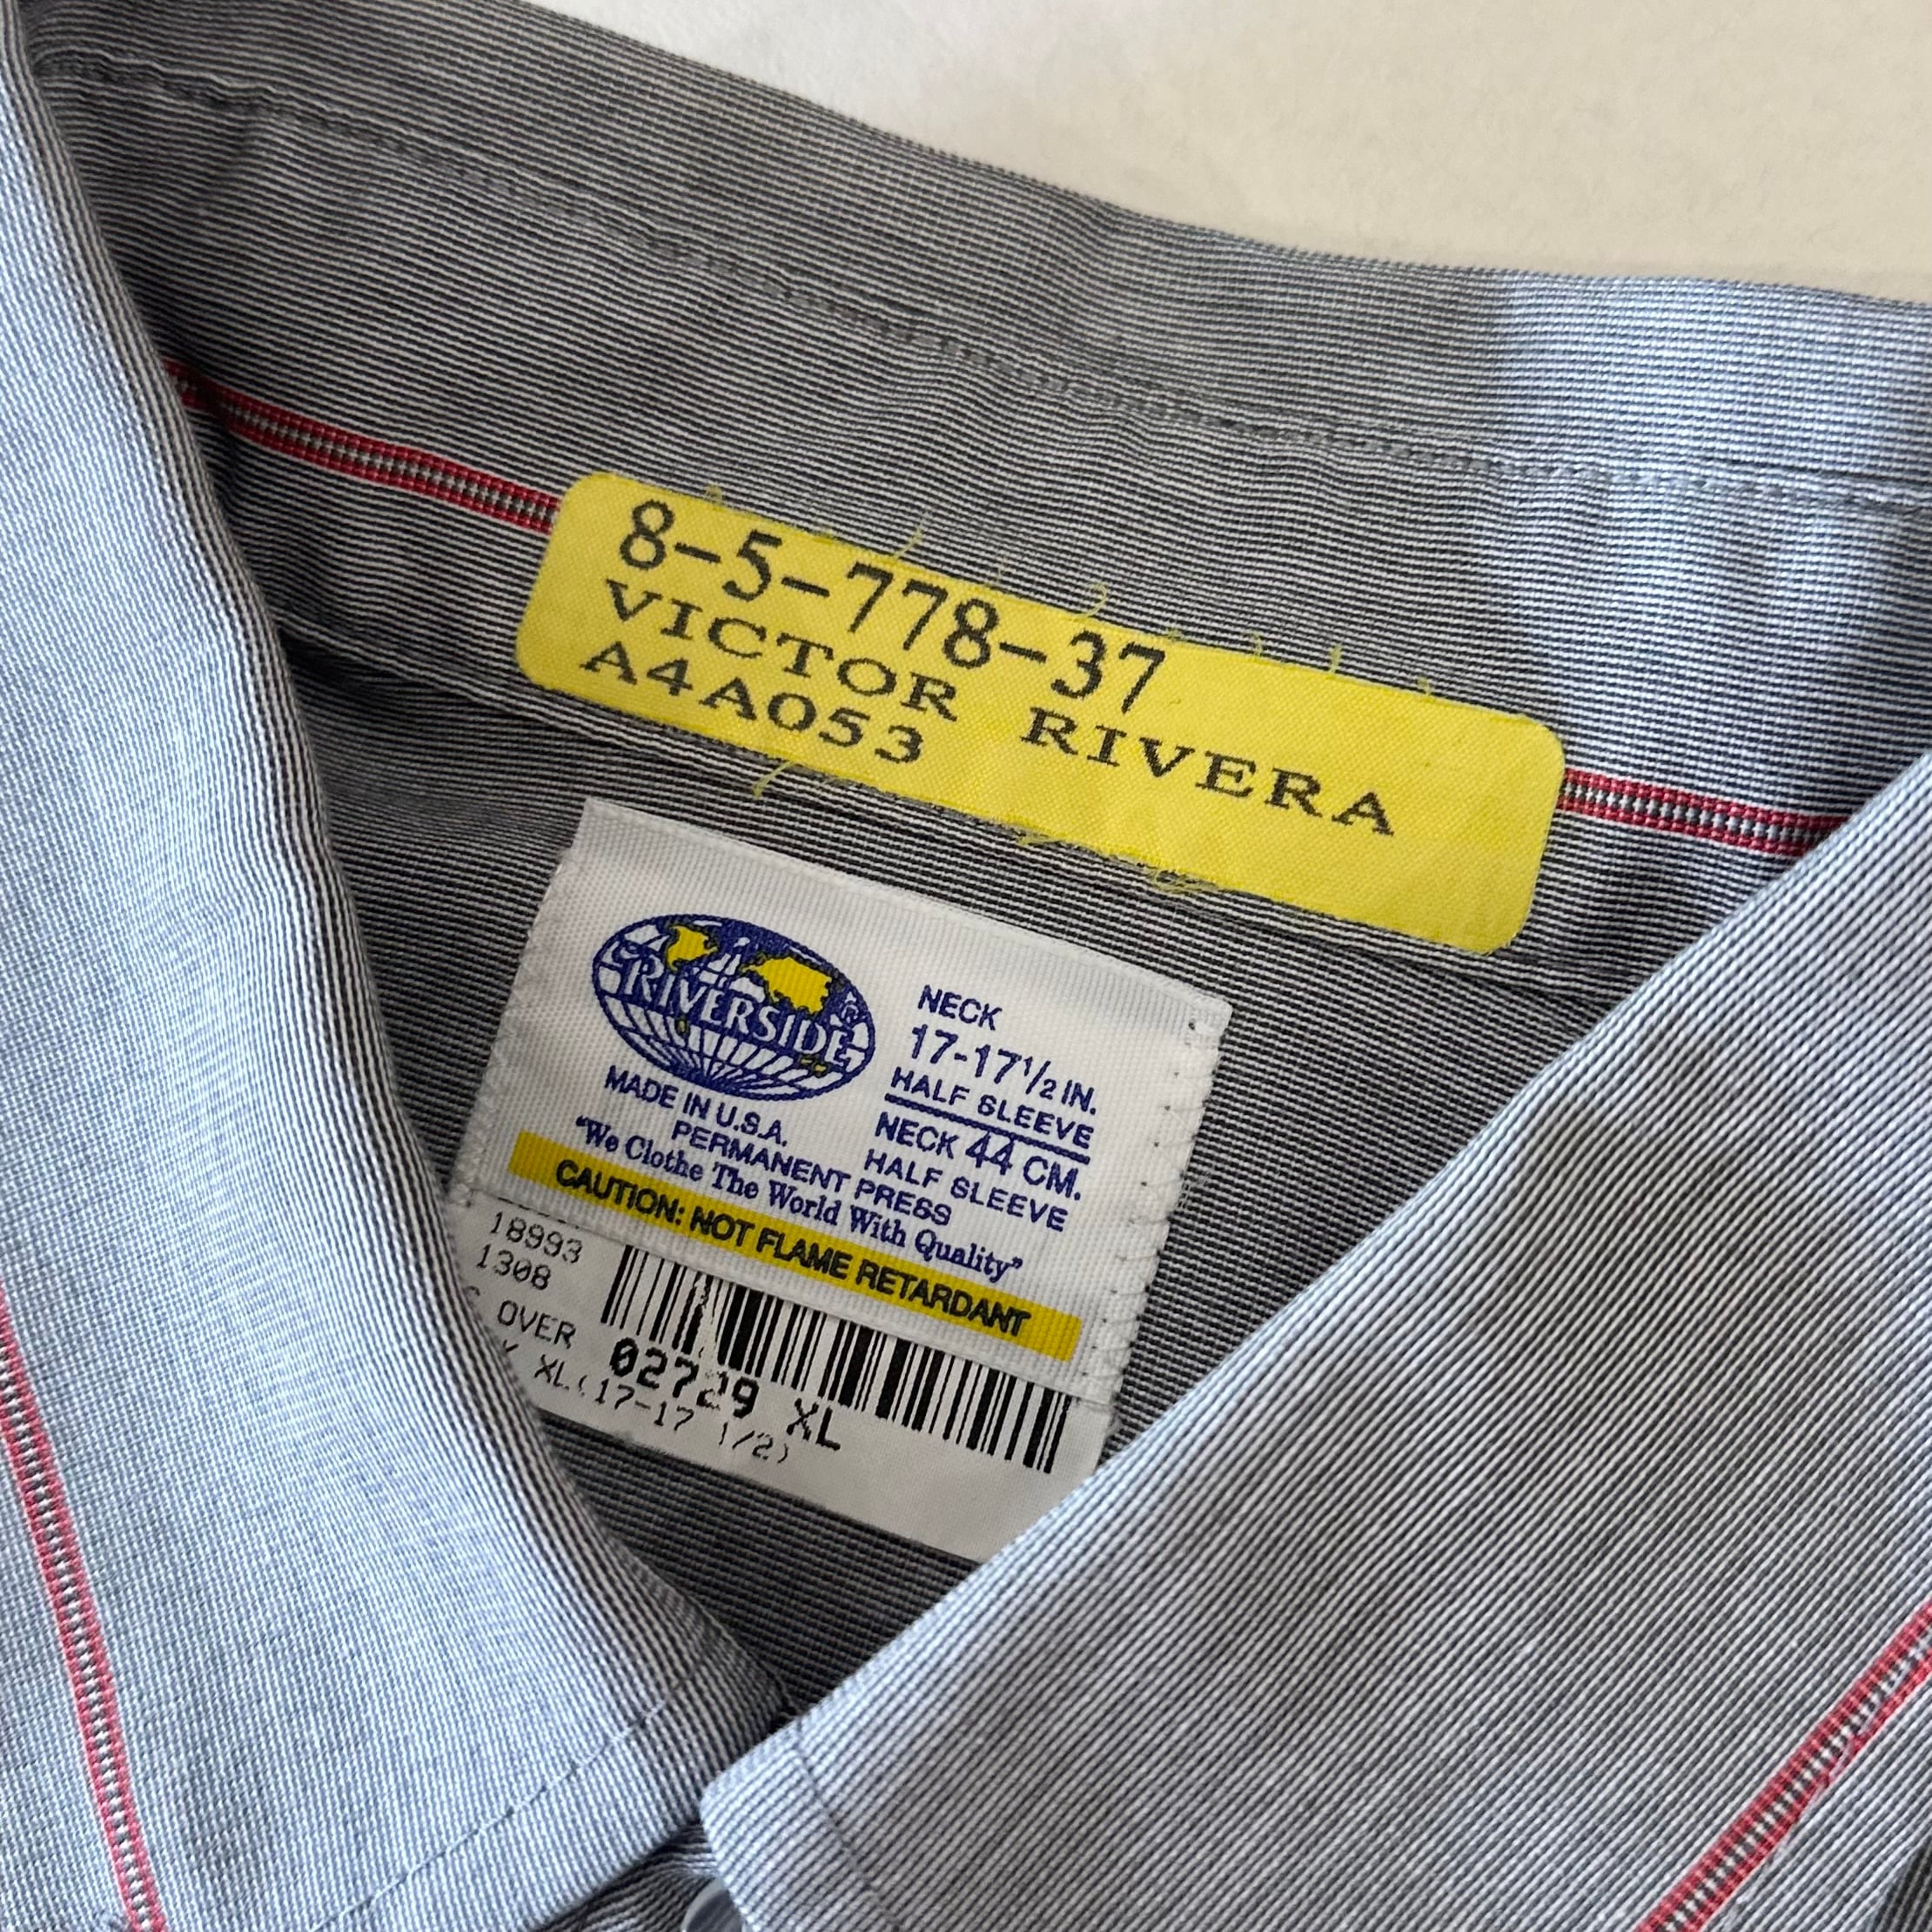 8-5-778-37
VICTOR RIVERA
A4A053
RIVERSIDE
®
MADE IN U.S.A.
PERMANENT PRESS
"We Clothe The World With Quality"
CAUTION: NOT FLAME RETARDANT
NECK
17-17½ IN.
HALF SLEEVE
NECK 44 CM.
HALF SLEEVE
18993
1308
OVER
02729 XL
XL(17-17 1/2)